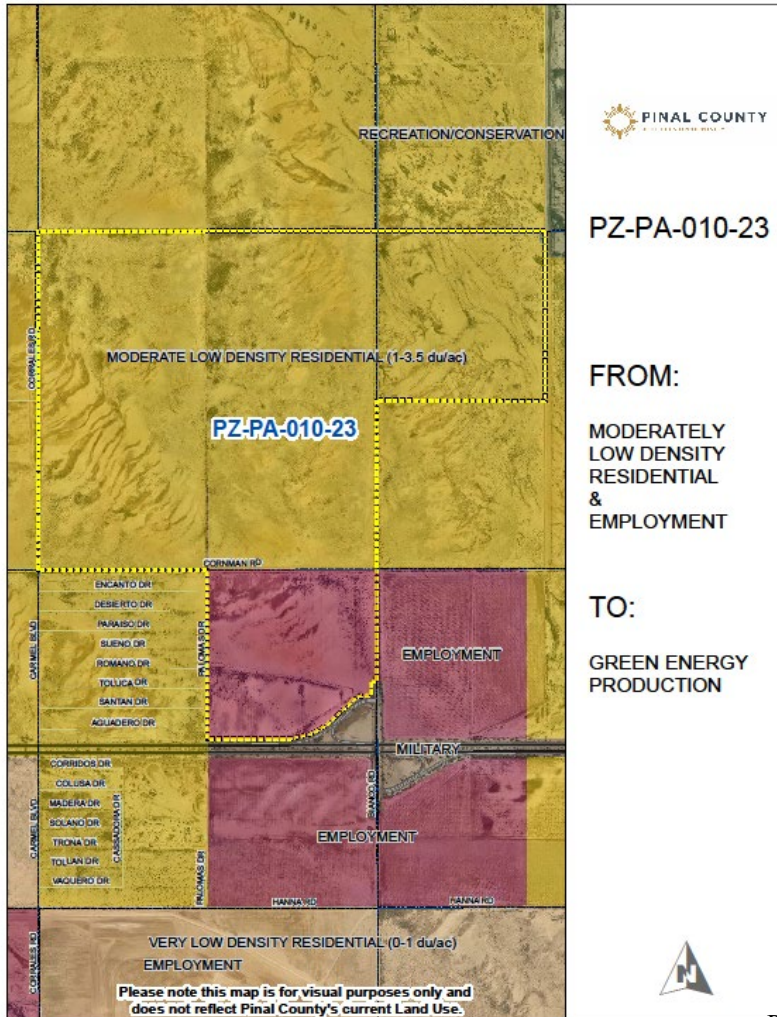 RECREATION/CONSERVATION
CORRALES RD
MODERATE LOW DENSITY RESIDENTIAL (1-3.5 du/ac)
PZ-PA-010-23
CORNMAN RD
ENCANTO DR
DESIERTO DR
PARAISO DR
SUENO DR
ROMANO DR
TOLUCA DR
SANTAN DR
AGUADERO DR
CARMEL BLVD
PALOMAS DR
EMPLOYMENT
MILITARY
CORRIDOS DR
COLUSA DR
MADERA DR
SOLANO DR
TRONA DR
TOLLAN DR
VAQUERO DR
CARMEL BLVD
CASSADORA DR
PALOMAS DR
BIANCO RD
EMPLOYMENT
HANNA RD
HANNA RD
CORRALES RD
VERY LOW DENSITY RESIDENTIAL (0-1 du/ac)
EMPLOYMENT
Please note this map is for visual purposes only and
does not reflect Pinal County's current Land Use.
PINAL COUNTY
PZ-PA-010-23
FROM:
MODERATELY
LOW DENSITY
RESIDENTIAL
&
EMPLOYMENT
TO:
GREEN ENERGY
PRODUCTION
N